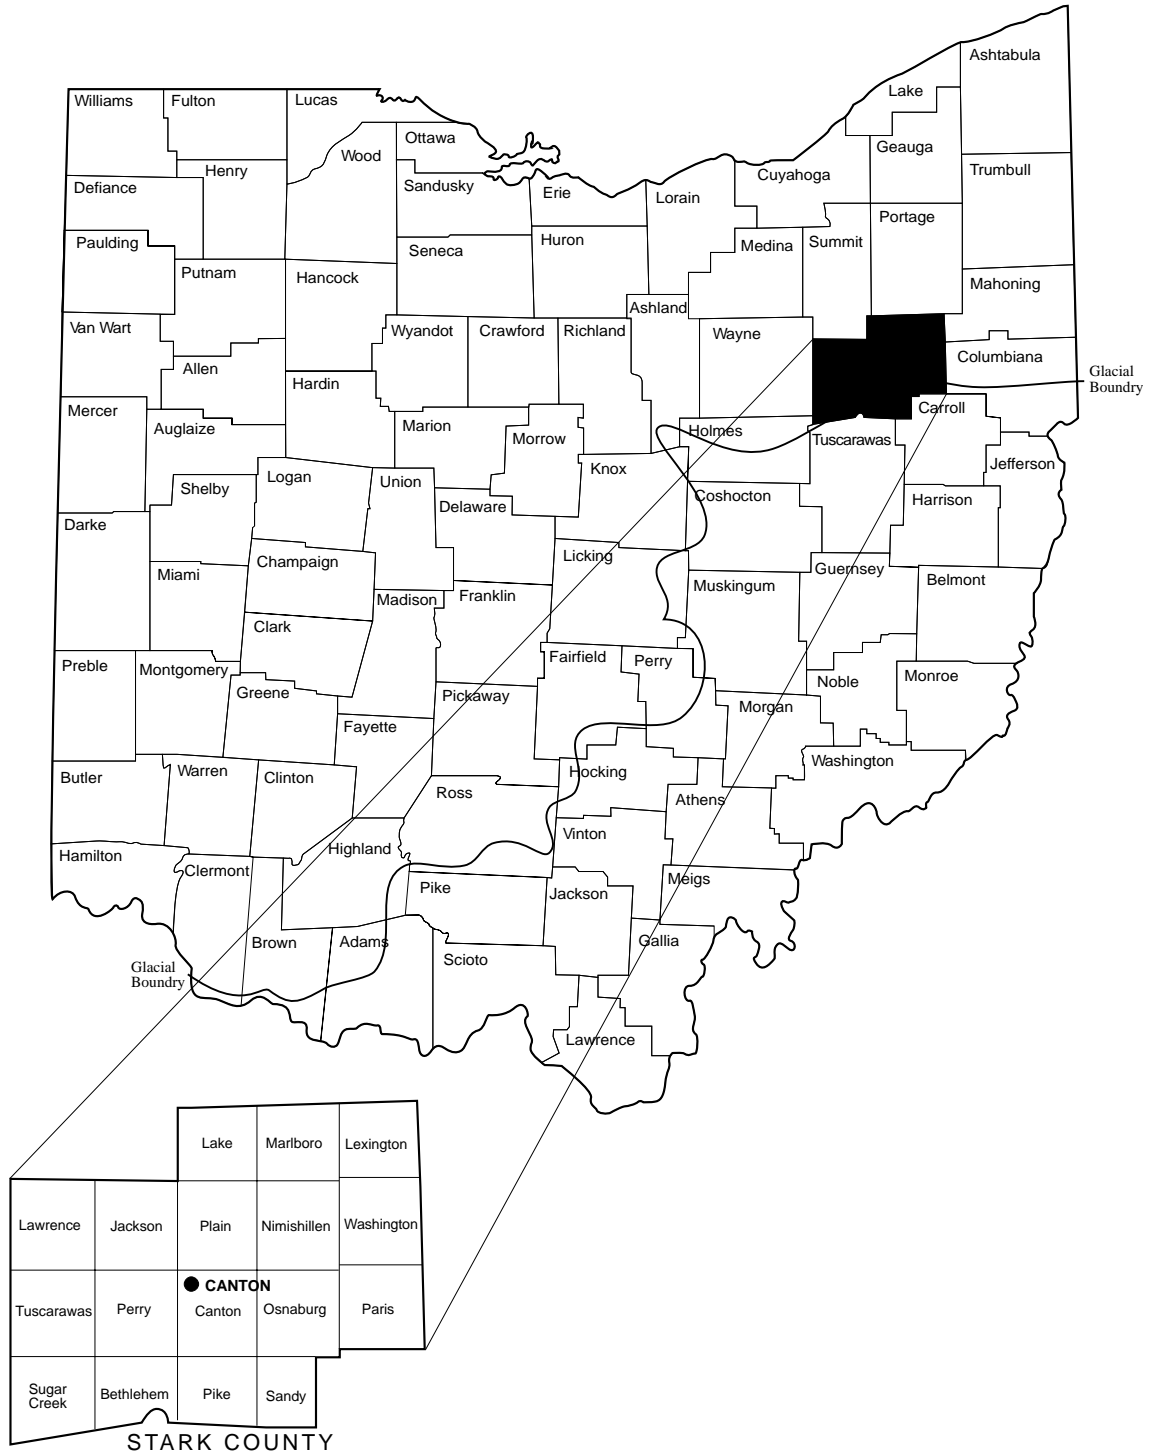 Ashtabula
Lake
Williams
Fulton
Lucas
Ottawa
Geauga
Wood
Henry
Trumbull
Cuyahoga
Defiance
Sandusky
Erie
Lorain
Portage
Paulding
Huron
Medina
Summit
Seneca
Putnam
Hancock
Mahoning
Ashland
Van Wart
Wyandot
Crawford
Richland
Wayne
Columbiana
Allen
Glacial
Boundry
Hardin
Mercer
Carroll
Auglaize
Marion
Morrow
Holmes
Tuscarawas
Knox
Jefferson
Logan
Union
Shelby
Coshocton
Harrison
Delaware
Darke
Licking
Champaign
Guernsey
Miami
Belmont
Muskingum
Madison
Franklin
Clark
Fairfield
Perry
Preble
Montgomery
Noble
Monroe
Greene
Pickaway
Morgan
Fayette
Washington
Warren
Butler
Clinton
Hocking
Ross
Athens
Vinton
Highland
Hamilton
Clermont
Meigs
Pike
Jackson
Brown
Adams
Gallia
Scioto
Glacial
Boundry
Lawrence
Lake
Marlboro
Lexington
Lawrence
Jackson
Plain
Nimishillen
Washington
CANTON
Tuscarawas
Perry
Canton
Osnaburg
Paris
Sugar
Creek
Bethlehem
Pike
Sandy
STARK COUNTY